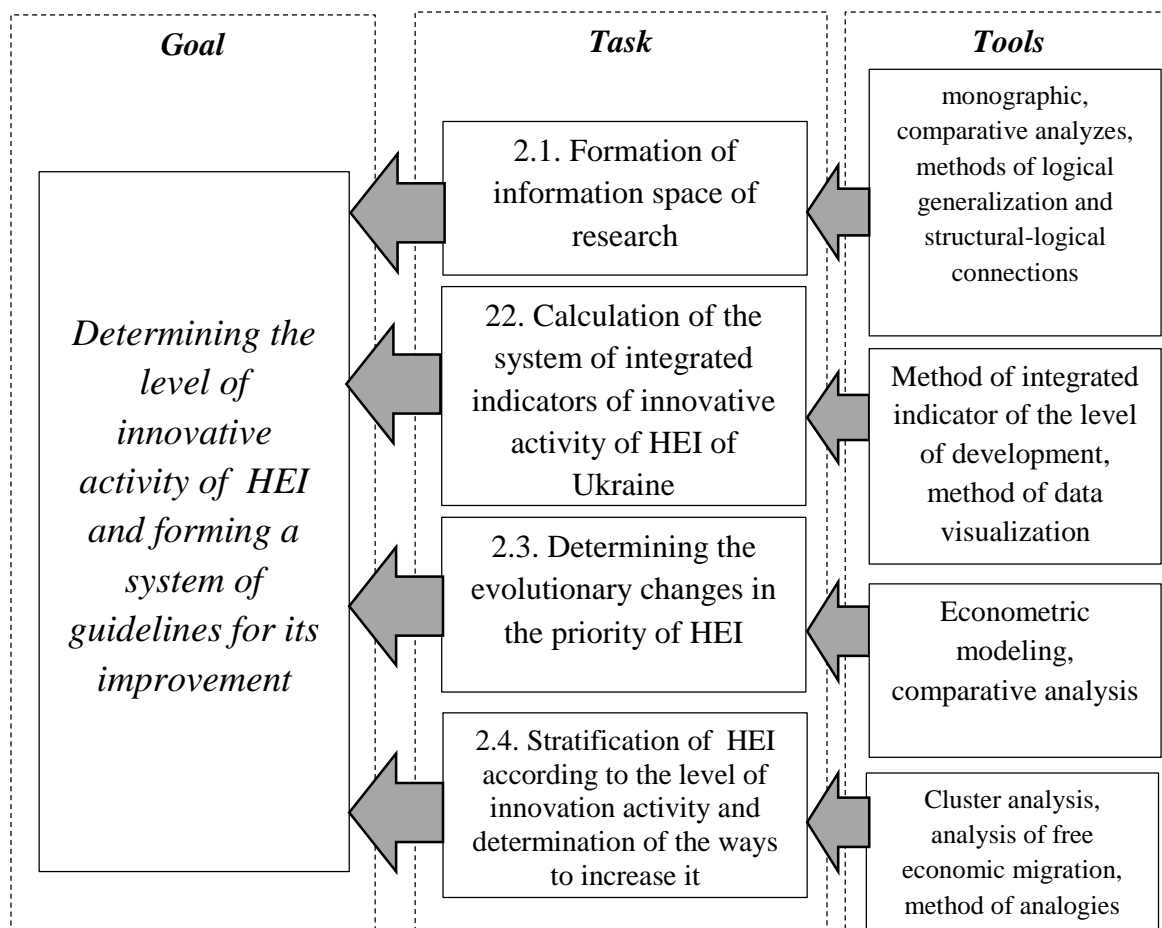 Goal
Determining the
level of
innovative
activity of HEI
and forming a
system of
guidelines for its
improvement
Task
2.1. Formation of
information space of
research
22. Calculation of the
system of integrated
indicators of innovative
activity of HEI of
Ukraine
2.3. Determining the
evolutionary changes in
the priority of HEI
2.4. Stratification of HEI
according to the level of
innovation activity and
determination of the ways
to increase it
Tools
monographic,
comparative analyzes,
methods of logical
generalization and
structural-logical
connections
Method of integrated
indicator of the level
of development,
method of data
visualization
Econometric
modeling,
comparative analysis
Cluster analysis,
analysis of free
economic migration,
method of analogies